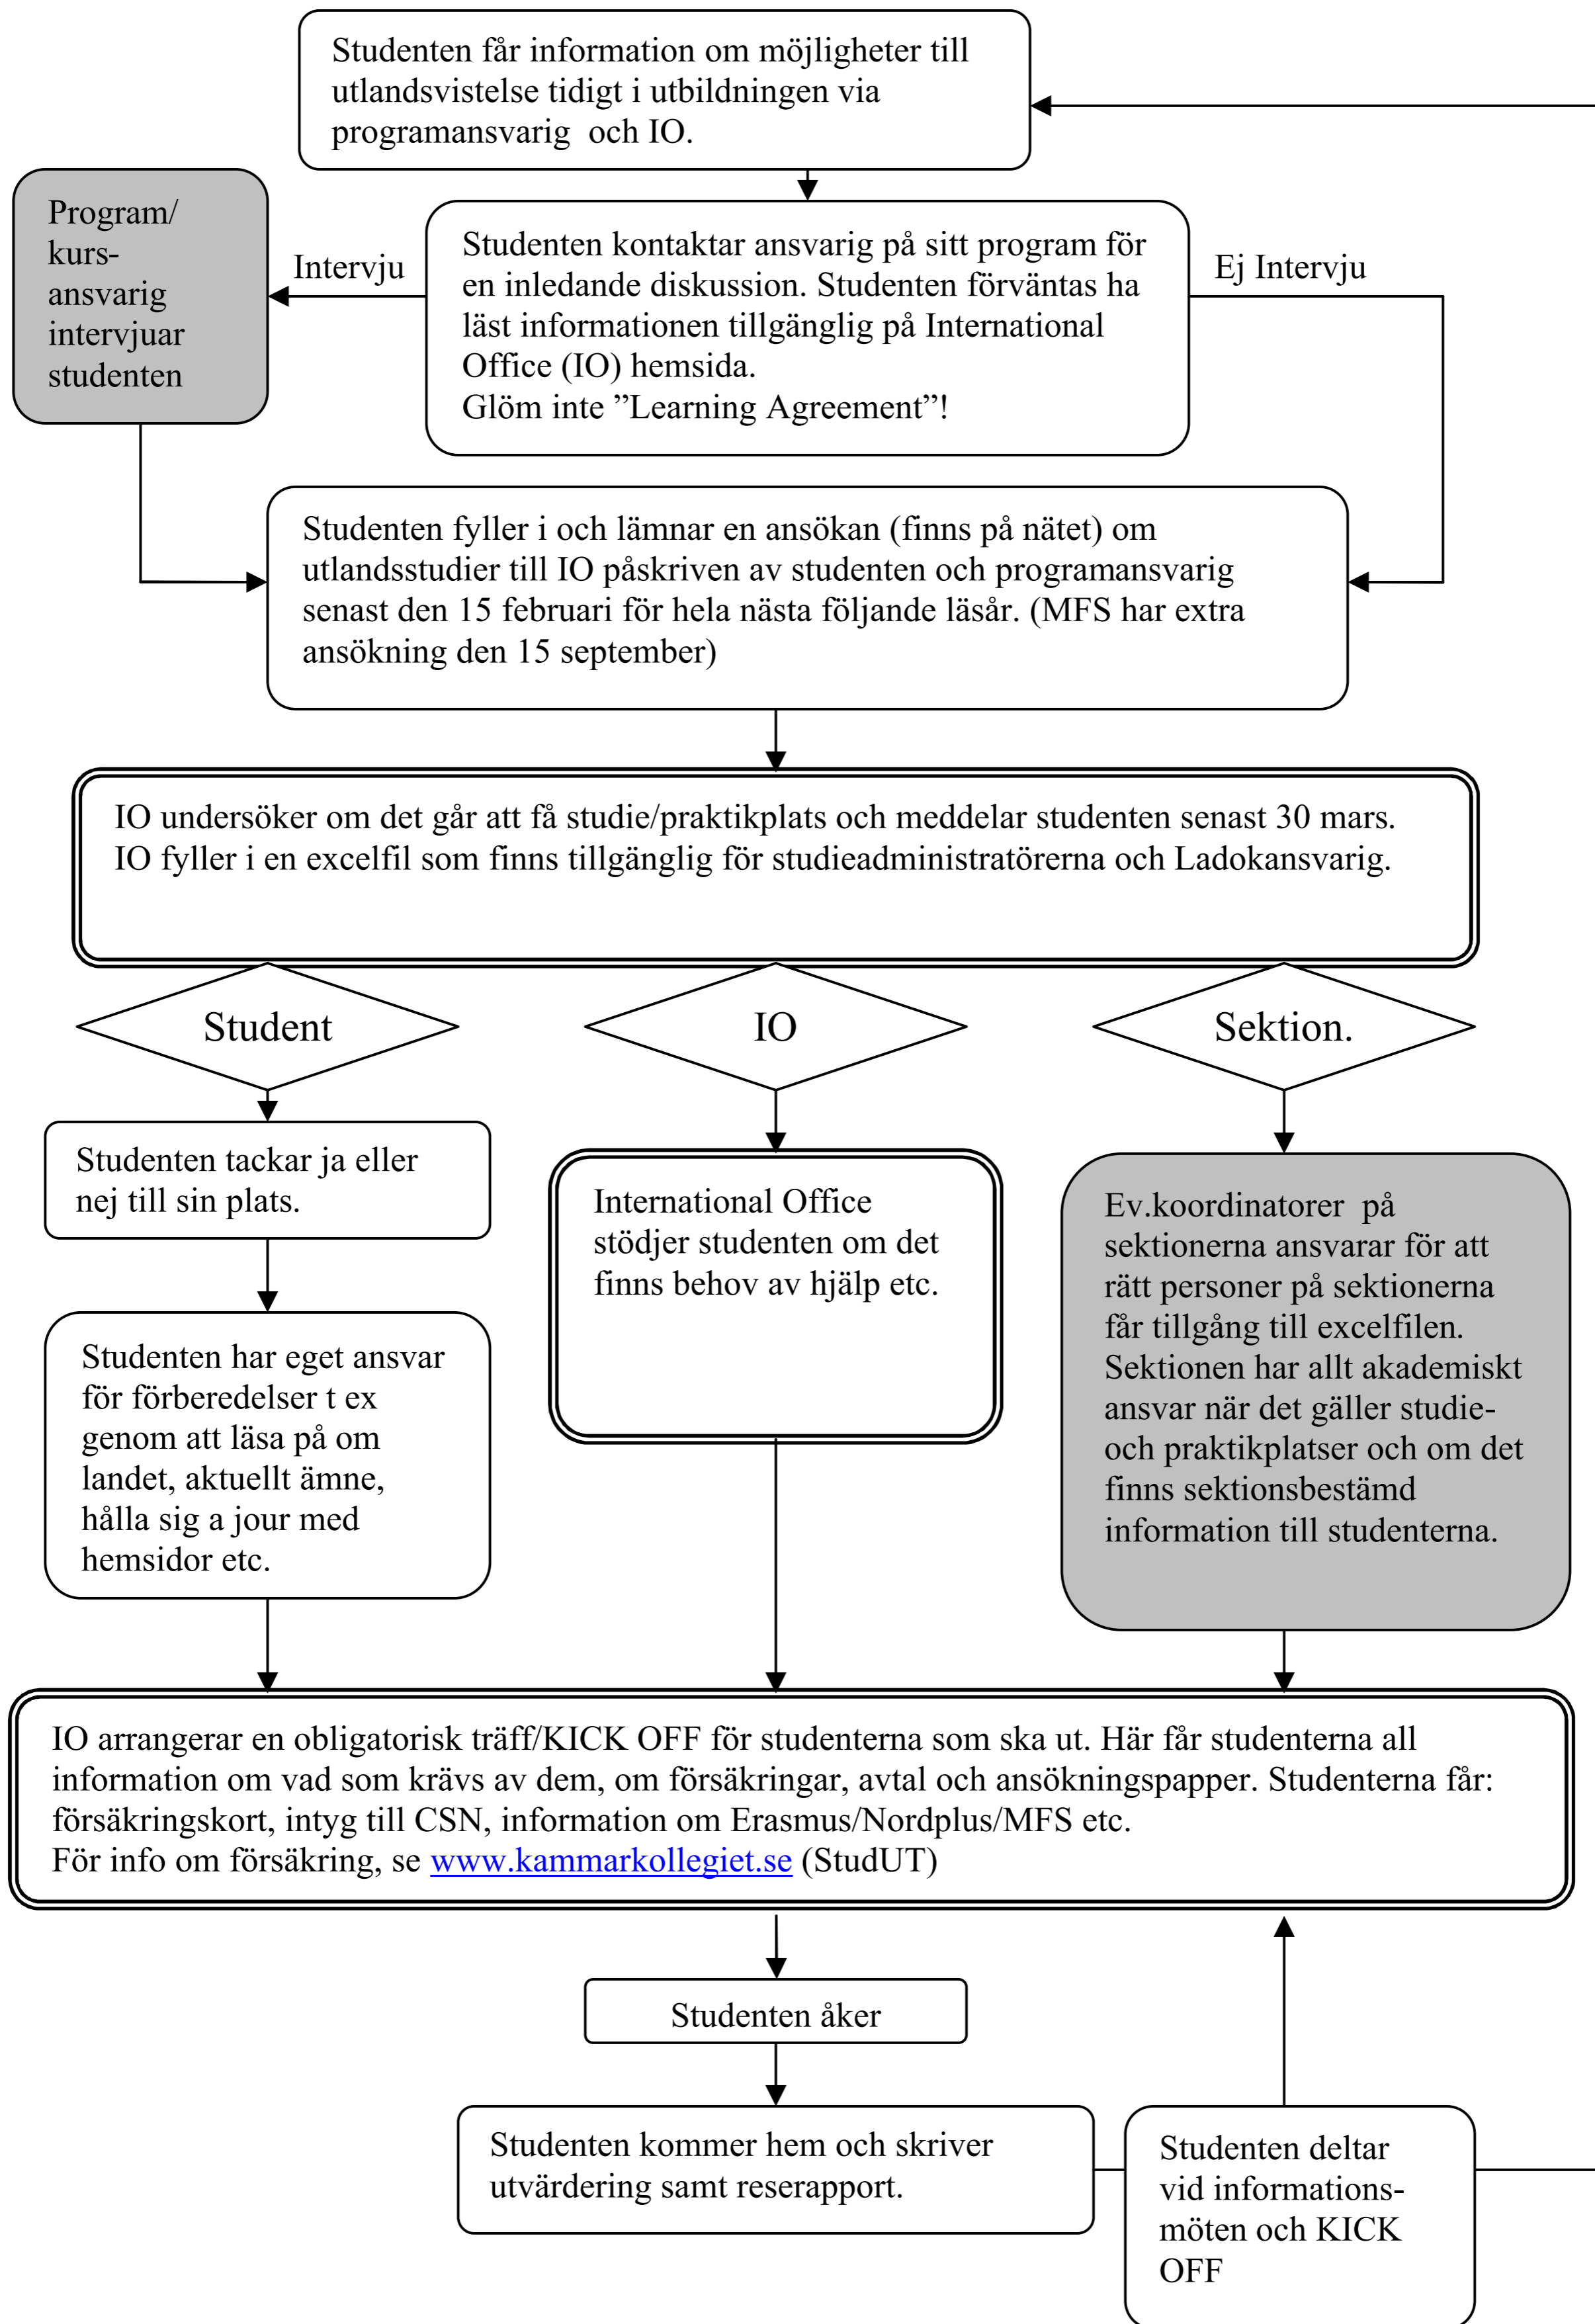 Studenten får information om möjligheter till
utlandsvistelse tidigt i utbildningen via
programansvarig och IO.
Program/
kurs-
ansvarig
intervjuar
studenten
Intervju
Studenten kontaktar ansvarig på sitt program för
en inledande diskussion. Studenten förväntas ha
läst informationen tillgänglig på International
Office (IO) hemsida.
Glöm inte ”Learning Agreement”!
Ej Intervju
Studenten fyller i och lämnar en ansökan (finns på nätet) om
utlandsstudier till IO påskriven av studenten och programansvarig
senast den 15 februari för hela nästa följande läsår. (MFS har extra
ansökning den 15 september)
IO undersöker om det går att få studie/praktikplats och meddelar studenten senast 30 mars.
IO fyller i en excelfil som finns tillgänglig för studieadministratörerna och Ladokansvarig.
Student
IO
Sektion.
Studenten tackar ja eller
nej till sin plats.
Studenten har eget ansvar
för förberedelser t ex
genom att läsa på om
landet, aktuellt ämne,
hålla sig a jour med
hemsidor etc.
International Office
stödjer studenten om det
finns behov av hjälp etc.
Ev.koordinatorer på
sektionerna ansvarar för att
rätt personer på sektionerna
får tillgång till excelfilen.
Sektionen har allt akademiskt
ansvar när det gäller studie-
och praktikplatser och om det
finns sektionsbestämd
information till studenterna.
IO arrangerar en obligatorisk träff/KICK OFF för studenterna som ska ut. Här får studenterna all
information om vad som krävs av dem, om försäkringar, avtal och ansökningspapper. Studenterna får:
försäkringskort, intyg till CSN, information om Erasmus/Nordplus/MFS etc.
För info om försäkring, se www.kammarkollegiet.se (StudUT)
Studenten åker
Studenten kommer hem och skriver
utvärdering samt reserapport.
Studenten deltar
vid informations-
möten och KICK
OFF